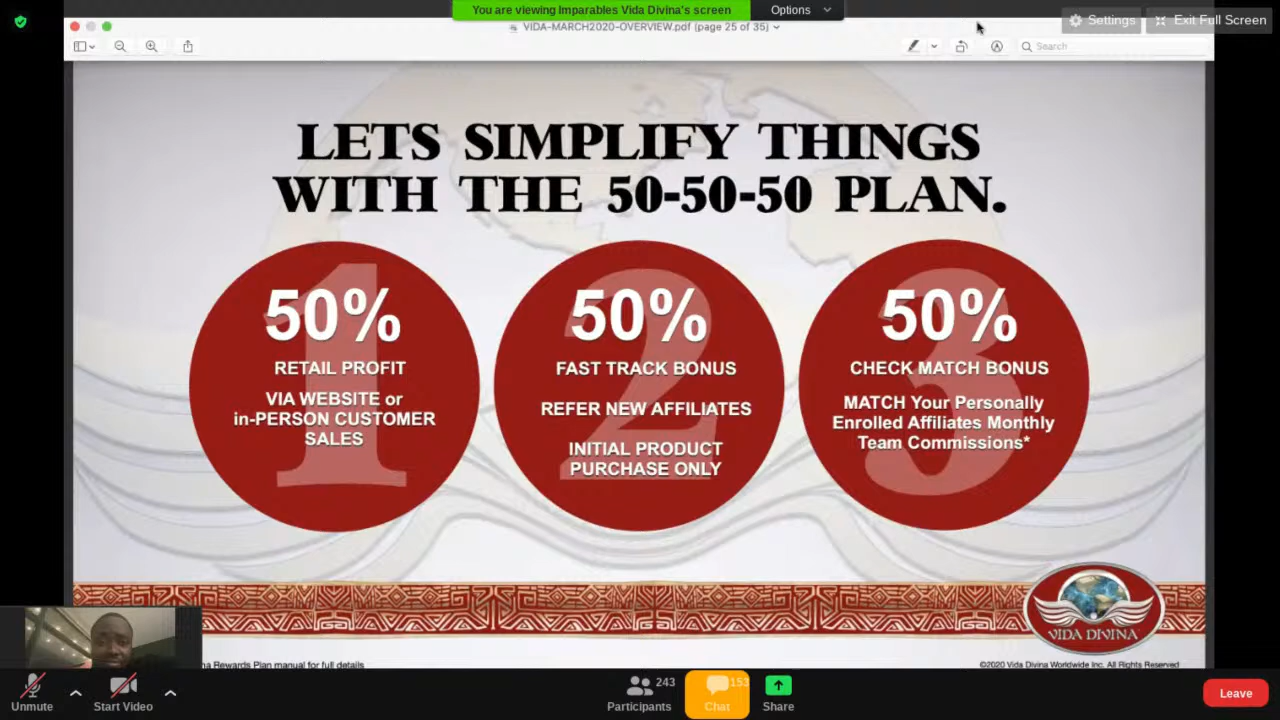 You are viewing Imparables Vida Divina's screen
Options
Settings
Exit Full Screen
VIDA-MARCH2020-OVERVIEW.pdf (page 25 of 35)
Search
LETS SIMPLIFY THINGS
WITH THE 50-50-50 PLAN.
1
50%
RETAIL PROFIT
VIA WEBSITE or
in-PERSON CUSTOMER
SALES
2
50%
FAST TRACK BONUS
REFER NEW AFFILIATES
INITIAL PRODUCT
PURCHASE ONLY
3
50%
CHECK MATCH BONUS
MATCH Your Personally
Enrolled Affiliates Monthly
Team Commissions*
VIDA DIVINA
Rewards Plan manual for full details
©2020 Vida Divina Worldwide Inc. All Rights Reserved
Unmute
Start Video
Participants
243
Chat
153
Share
Leave